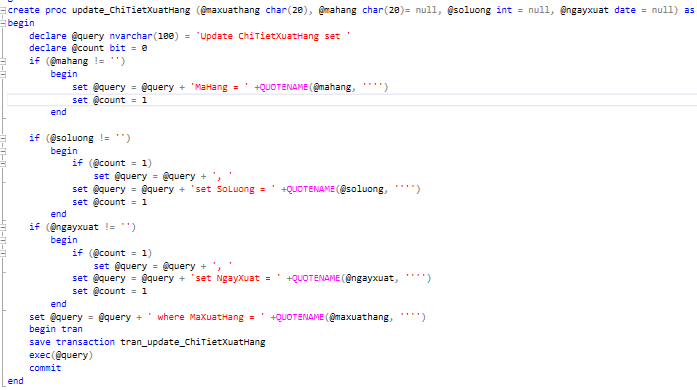 create proc update_ChiTietXuatHang (@maxuathang char(20), @mahang char(20)= null, @soluong int = null, @ngayxuat date = null) as
begin
    declare @query nvarchar(100) = 'Update ChiTietXuatHang set '
    declare @count bit = 0
    if (@mahang != '')
        begin
            set @query = @query + 'MaHang = ' +QUOTENAME(@mahang, '''')
            set @count = 1
        end

    if (@soluong != '')
        begin
            if (@count = 1)
                set @query = @query + ', '
            set @query = @query + 'set SoLuong = ' +QUOTENAME(@soluong, '''')
            set @count = 1
        end
    if (@ngayxuat != '')
        begin
            if (@count = 1)
                set @query = @query + ', '
            set @query = @query + 'set NgayXuat = ' +QUOTENAME(@ngayxuat, '''')
            set @count = 1
        end
    set @query = @query + ' where MaXuatHang = ' +QUOTENAME(@maxuathang, '''')
    begin tran
    save transaction tran_update_ChiTietXuatHang
    exec(@query)
    commit
end